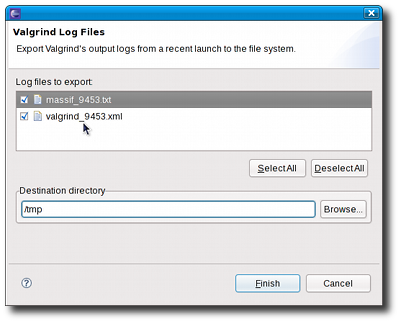 Valgrind Log Files
Export Valgrind's output logs from a recent launch to the file system.
Log files to export:
massif_9453.txt
valgrind_9453.xml
Select All Deselect All
Destination directory
/tmp Browse...
? Finish Cancel